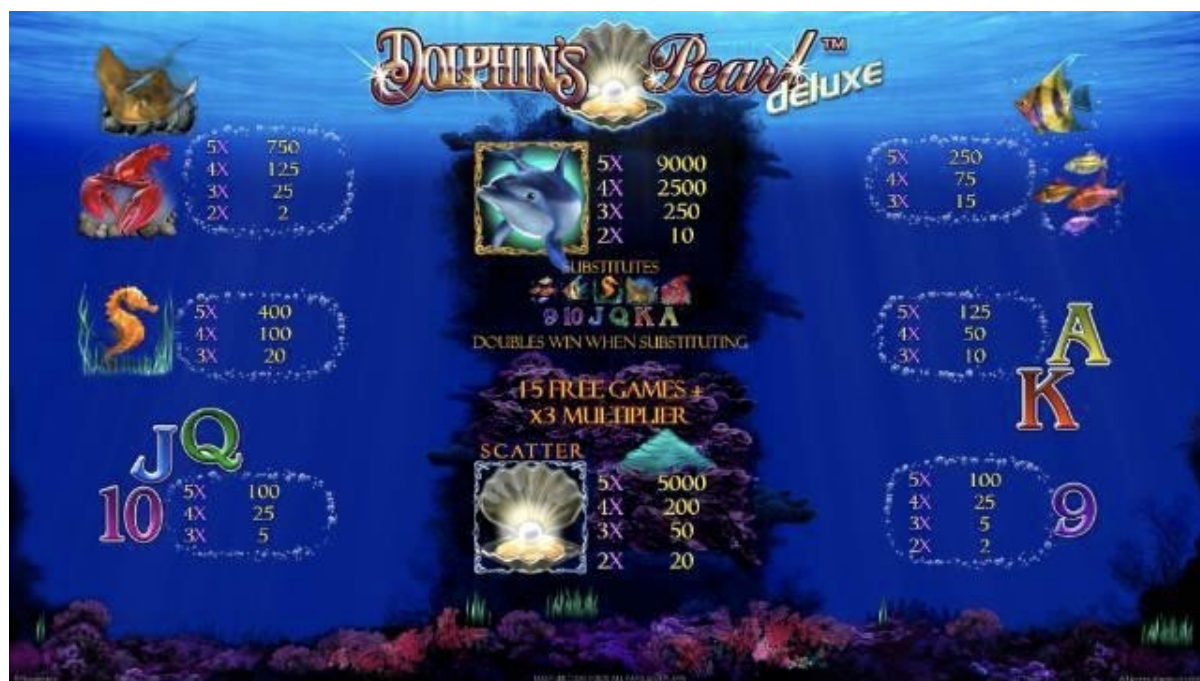 DOLPHIN'S Pearl™
deluxe
5X 750
4X 125
3X 25
2X 2
5X 9000
4X 2500
3X 250
2X 10
5X 250
4X 75
3X 15
SUBSTITUTES
9 10 J Q K A
DOUBLES WIN WHEN SUBSTITUTING
5X 400
4X 100
3X 20
5X 125
4X 50
3X 10
A
K
15 FREE GAMES +
X3 MULTIPLIER
SCATTER
Q
J
10
5X 100
4X 25
3X 5
5X 5000
4X 200
3X 50
2X 20
5X 100
4X 25
3X 5
2X 2
9